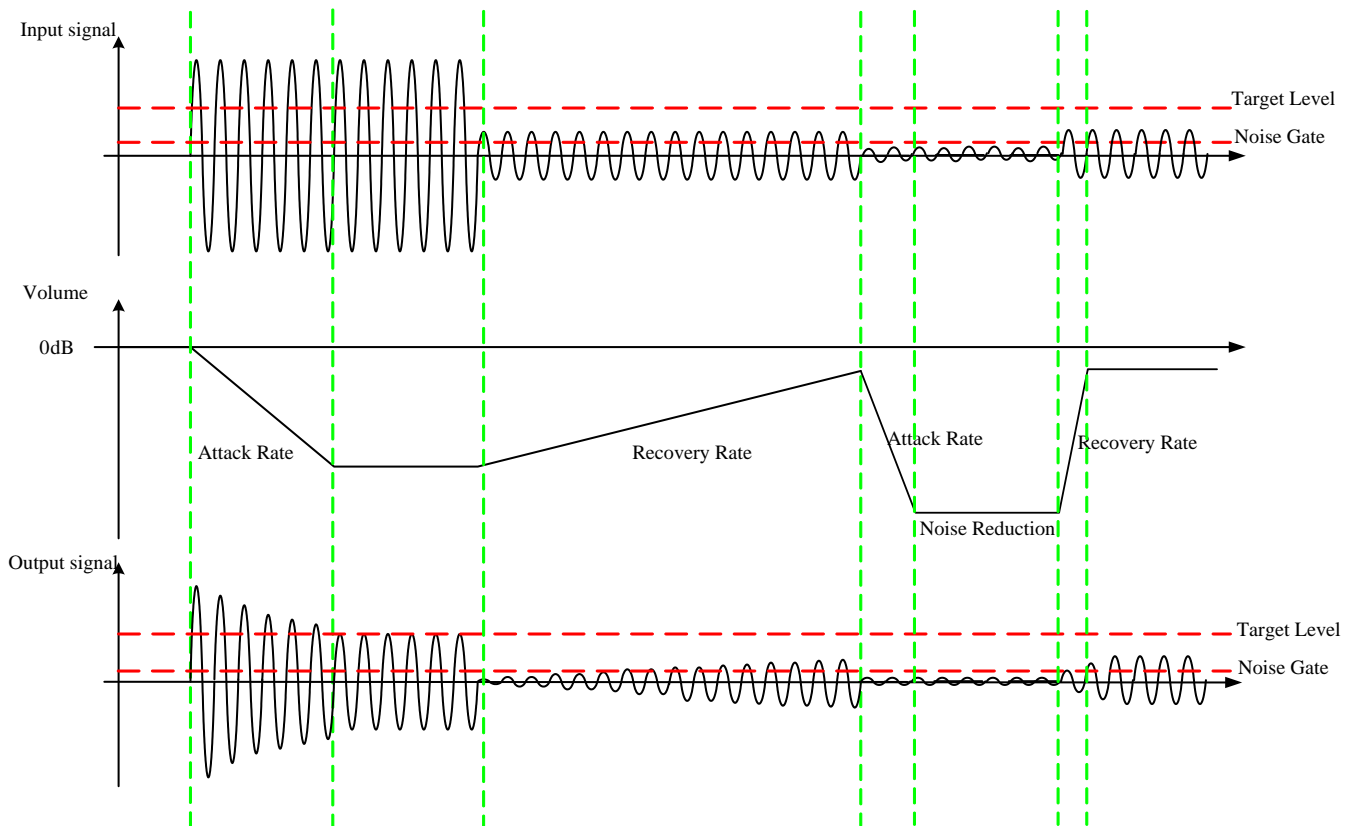 Input signal
Target Level
Noise Gate
Volume
0dB
Attack Rate
Recovery Rate
Attack Rate
Recovery Rate
Noise Reduction
Output signal
Target Level
Noise Gate